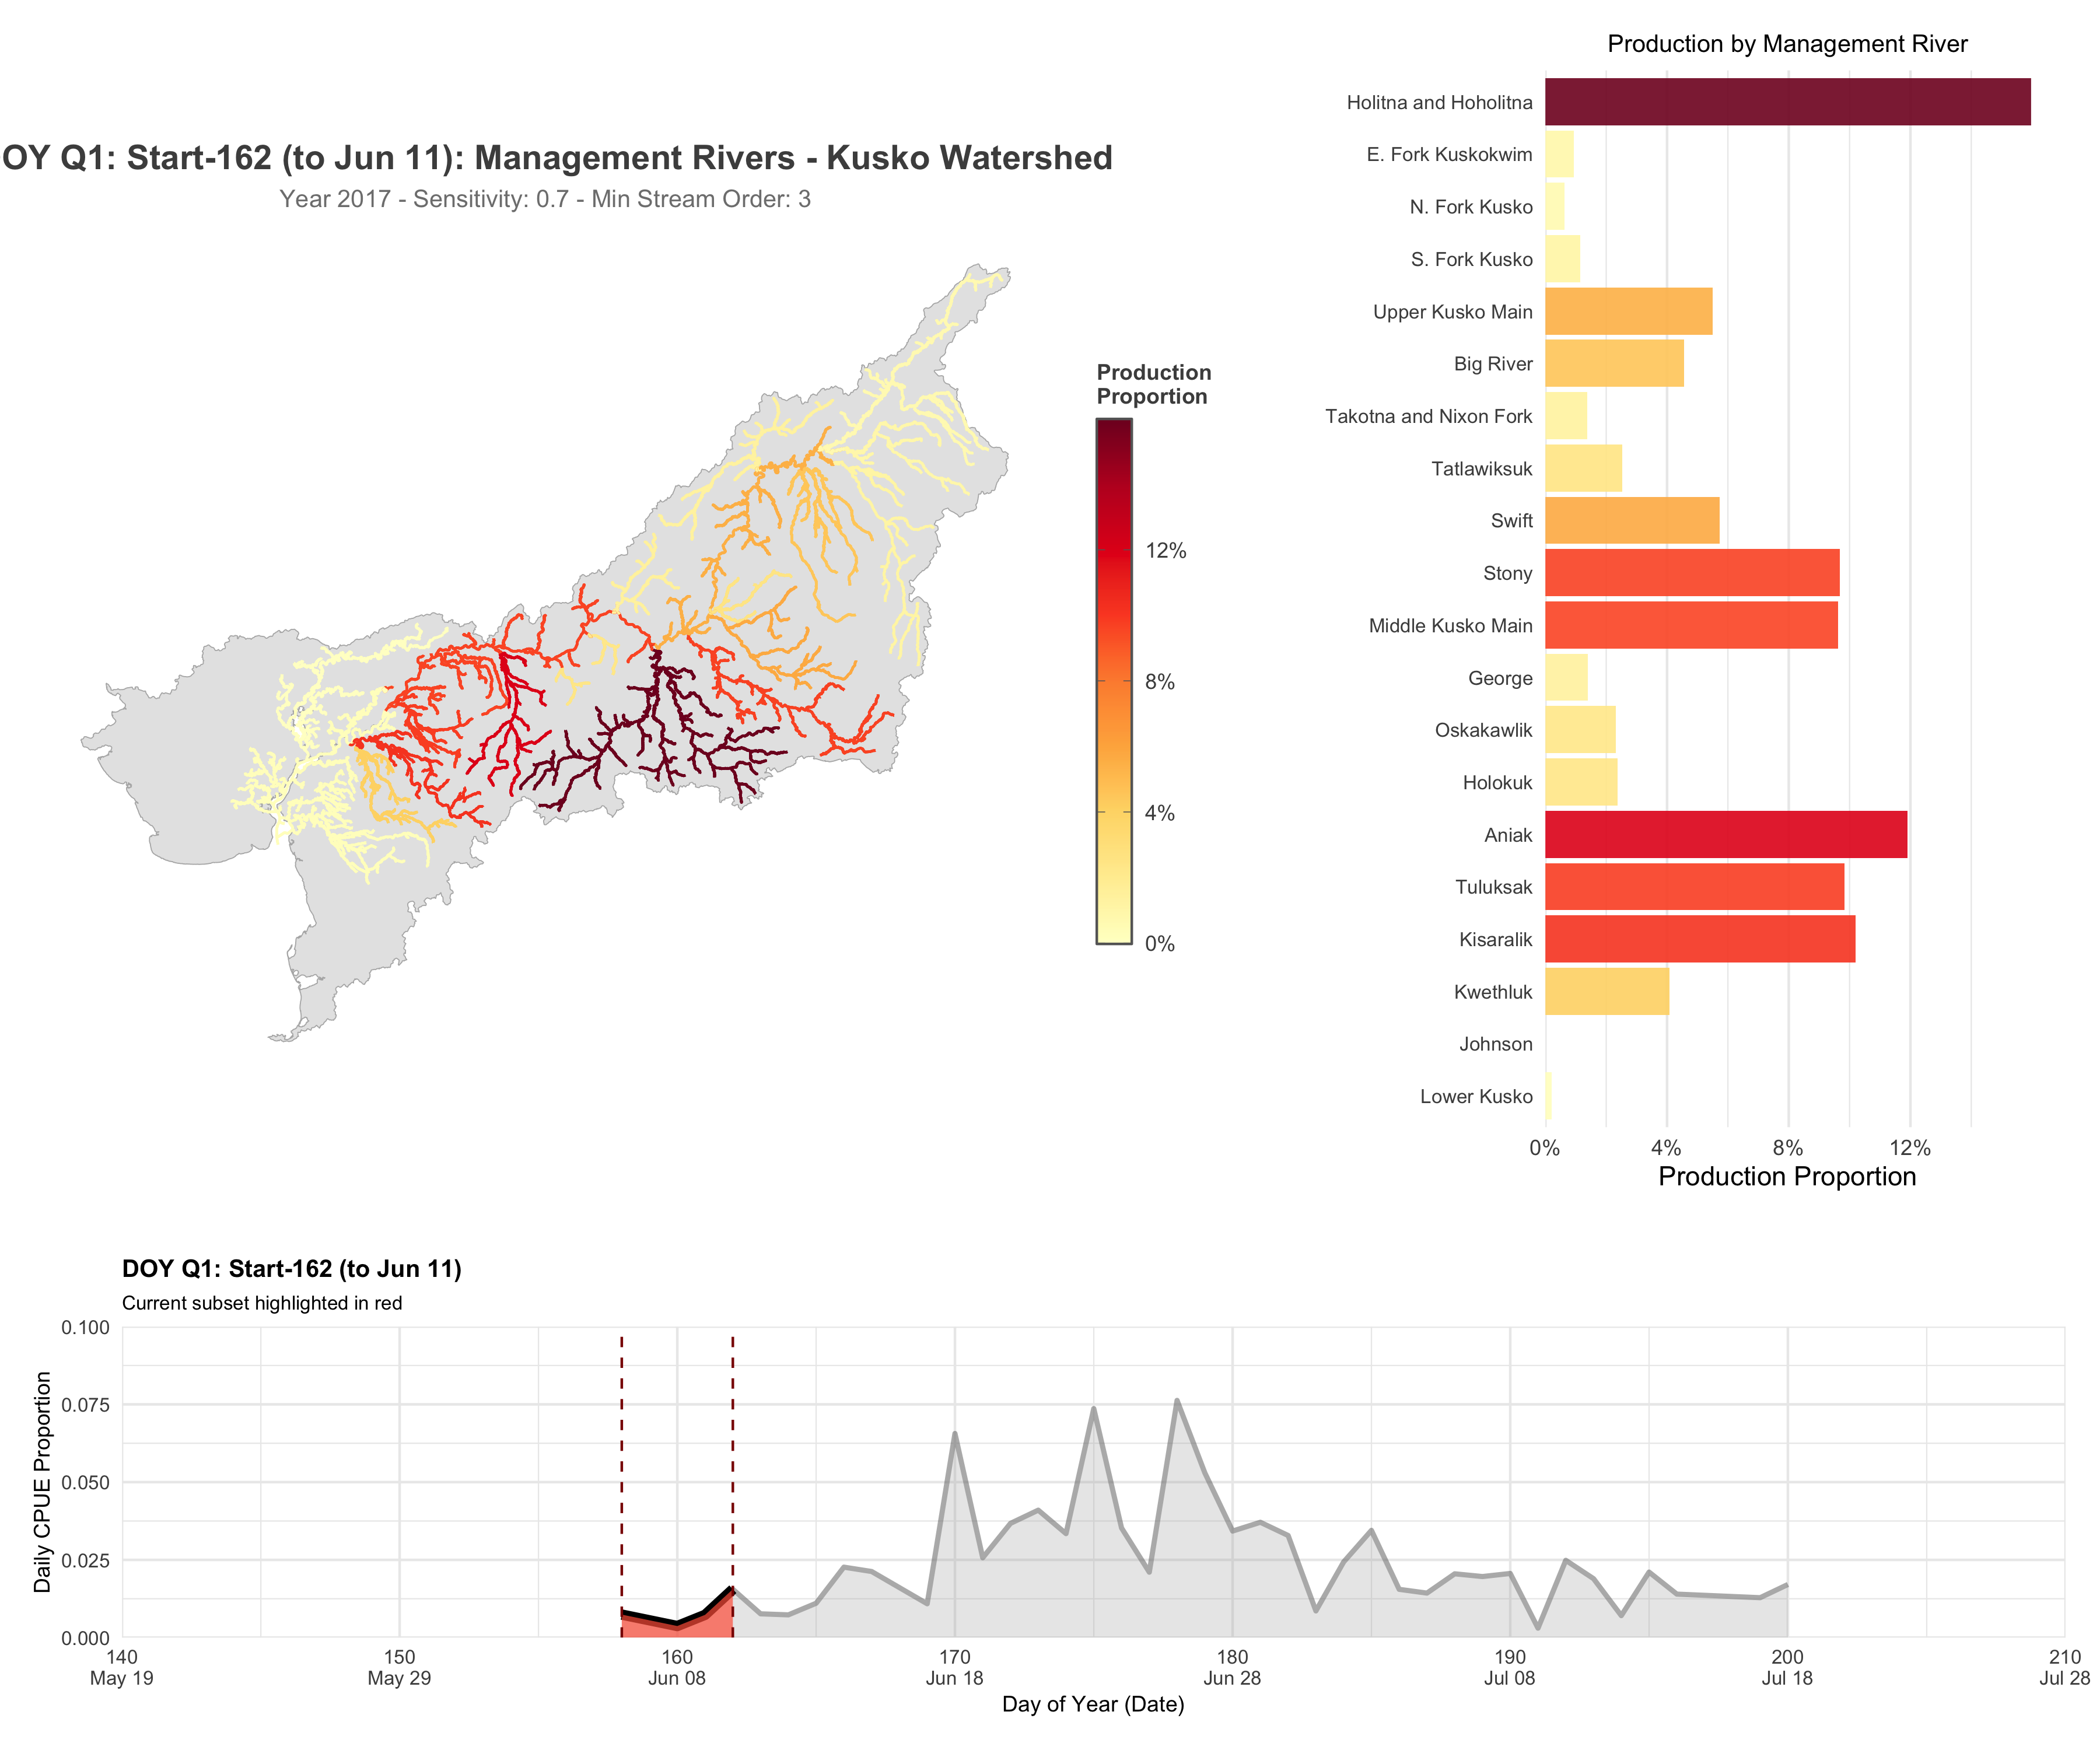 OY Q1: Start-162 (to Jun 11): Management Rivers - Kusko Watershed
Year 2017 - Sensitivity: 0.7 - Min Stream Order: 3
Production
Proportion
12%
8%
4%
0%
Production by Management River
Holitna and Hoholitna
E. Fork Kuskokwim
N. Fork Kusko
S. Fork Kusko
Upper Kusko Main
Big River
Takotna and Nixon Fork
Tatlawiksuk
Swift
Stony
Middle Kusko Main
George
Oskakawlik
Holokuk
Aniak
Tuluksak
Kisaralik
Kwethluk
Johnson
Lower Kusko
0% 4% 8% 12%
Production Proportion
DOY Q1: Start-162 (to Jun 11)
Current subset highlighted in red
Daily CPUE Proportion
0.100
0.075
0.050
0.025
0.000
140 150 160 170 180 190 200 210
May 19 May 29 Jun 08 Jun 18 Jun 28 Jul 08 Jul 18 Jul 28
Day of Year (Date)